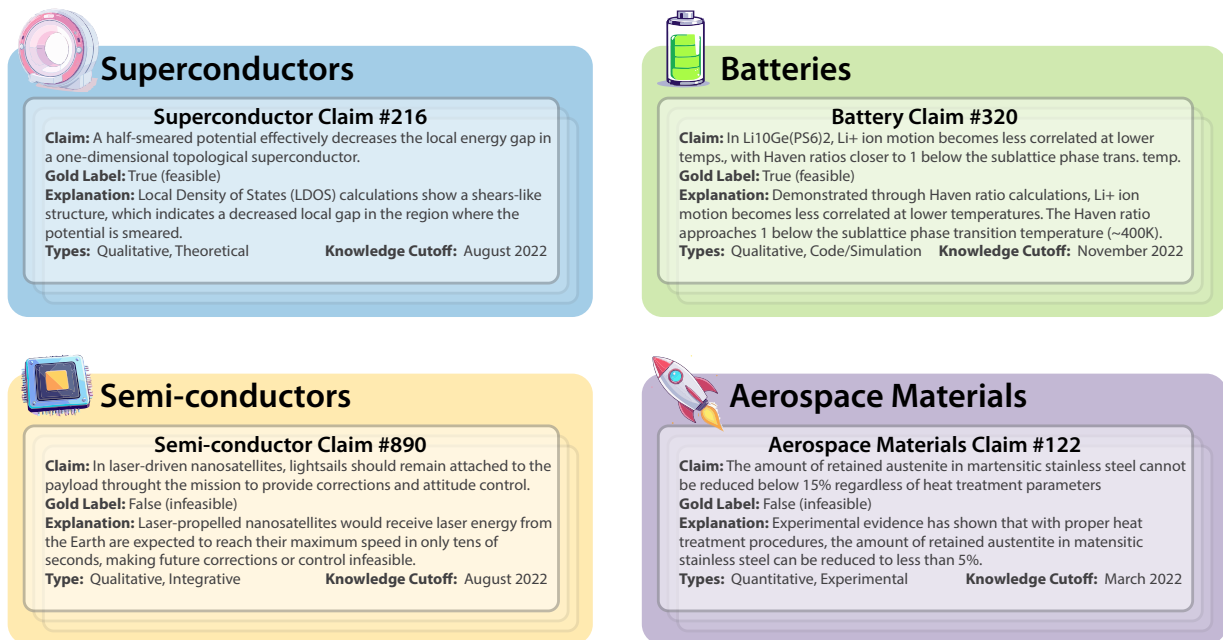 Superconductors
Superconductor Claim #216
Claim: A half-smeared potential effectively decreases the local energy gap in
a one-dimensional topological superconductor.
Gold Label: True (feasible)
Explanation: Local Density of States (LDOS) calculations show a shears-like
structure, which indicates a decreased local gap in the region where the
potential is smeared.
Types: Qualitative, Theoretical Knowledge Cutoff: August 2022
Batteries
Battery Claim #320
Claim: In Li10Ge(PS6)2, Li+ ion motion becomes less correlated at lower
temps., with Haven ratios closer to 1 below the sublattice phase trans. temp.
Gold Label: True (feasible)
Explanation: Demonstrated through Haven ratio calculations, Li+ ion
motion becomes less correlated at lower temperatures. The Haven ratio
approaches 1 below the sublattice phase transition temperature (~400K).
Types: Qualitative, Code/Simulation Knowledge Cutoff: November 2022
Semi-conductors
Semi-conductor Claim #890
Claim: In laser-driven nanosatellites, lightsails should remain attached to the
payload throught the mission to provide corrections and attitude control.
Gold Label: False (infeasible)
Explanation: Laser-propelled nanosatellites would receive laser energy from
the Earth are expected to reach their maximum speed in only tens of
seconds, making future corrections or control infeasible.
Type: Qualitative, Integrative Knowledge Cutoff: August 2022
Aerospace Materials
Aerospace Materials Claim #122
Claim: The amount of retained austenite in martensitic stainless steel cannot
be reduced below 15% regardless of heat treatment parameters
Gold Label: False (infeasible)
Explanation: Experimental evidence has shown that with proper heat
treatment procedures, the amount of retained austentite in matensitic
stainless steel can be reduced to less than 5%.
Types: Quantitative, Experimental Knowledge Cutoff: March 2022